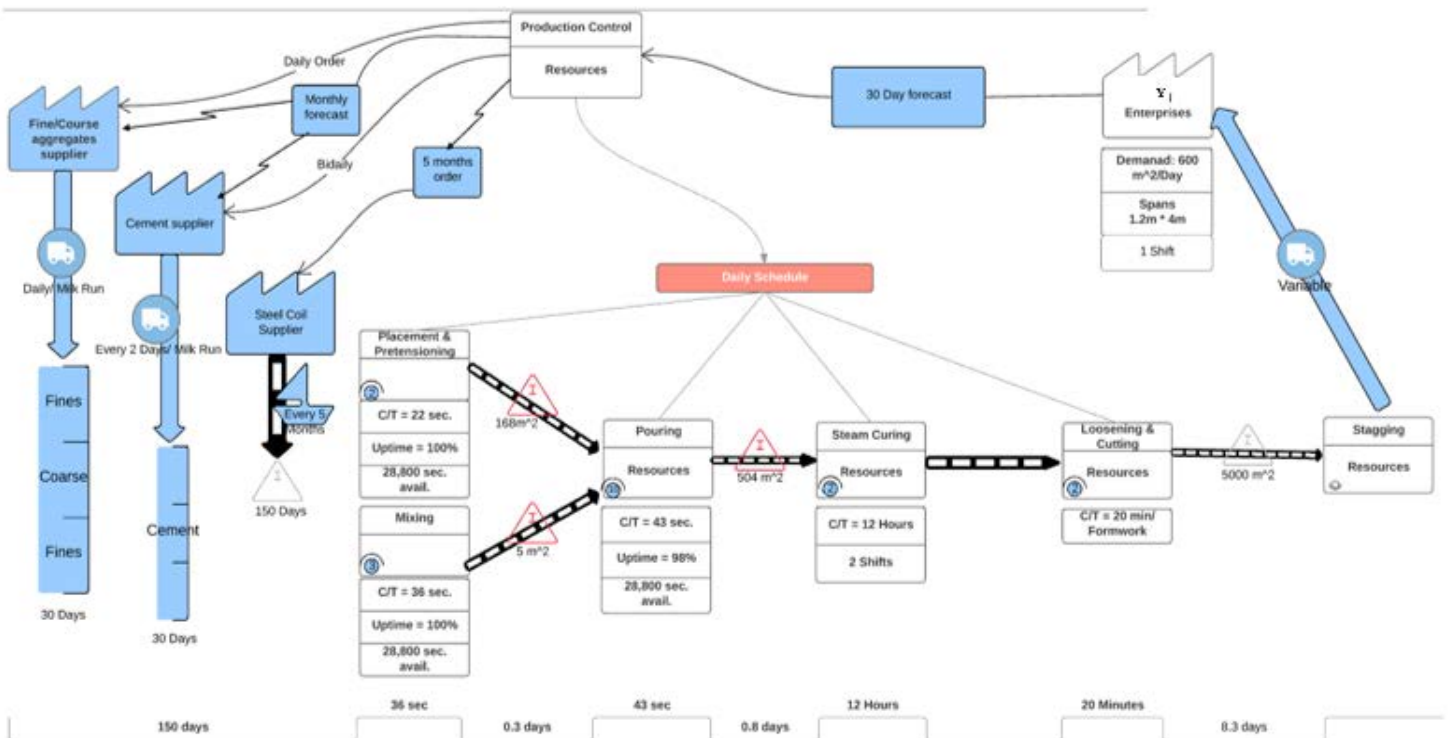 Production Control
Resources
Daily Order
Monthly
forecast
Bidaily
5 months
order
30 Day forecast
Y
Enterprises
Demanad: 600
m^2/Day
Spans
1.2m * 4m
1 Shift
Fine/Course
aggregates
supplier
Cement supplier
Steel Coil
Supplier
Daily/ Milk Run
Every 2 Days/ Milk Run
Every 5
Months
Variable
Daily Schedule
Fines
Coarse
Fines
30 Days
Cement
30 Days
I
150 Days
Placement &
Pretensioning
2
C/T = 22 sec.
Uptime = 100%
28,800 sec.
avail.
Mixing
3
C/T = 36 sec.
Uptime = 100%
28,800 sec.
avail.
I
168m^2
I
5 m^2
Pouring
Resources
C/T = 43 sec.
Uptime = 98%
28,800 sec.
avail.
I
504 m^2
Steam Curing
Resources
2
C/T = 12 Hours
2 Shifts
Loosening &
Cutting
Resources
2
C/T = 20 min/
Formwork
I
5000 m^2
Stagging
Resources
36 sec
43 sec
12 Hours
20 Minutes
150 days
0.3 days
0.8 days
8.3 days